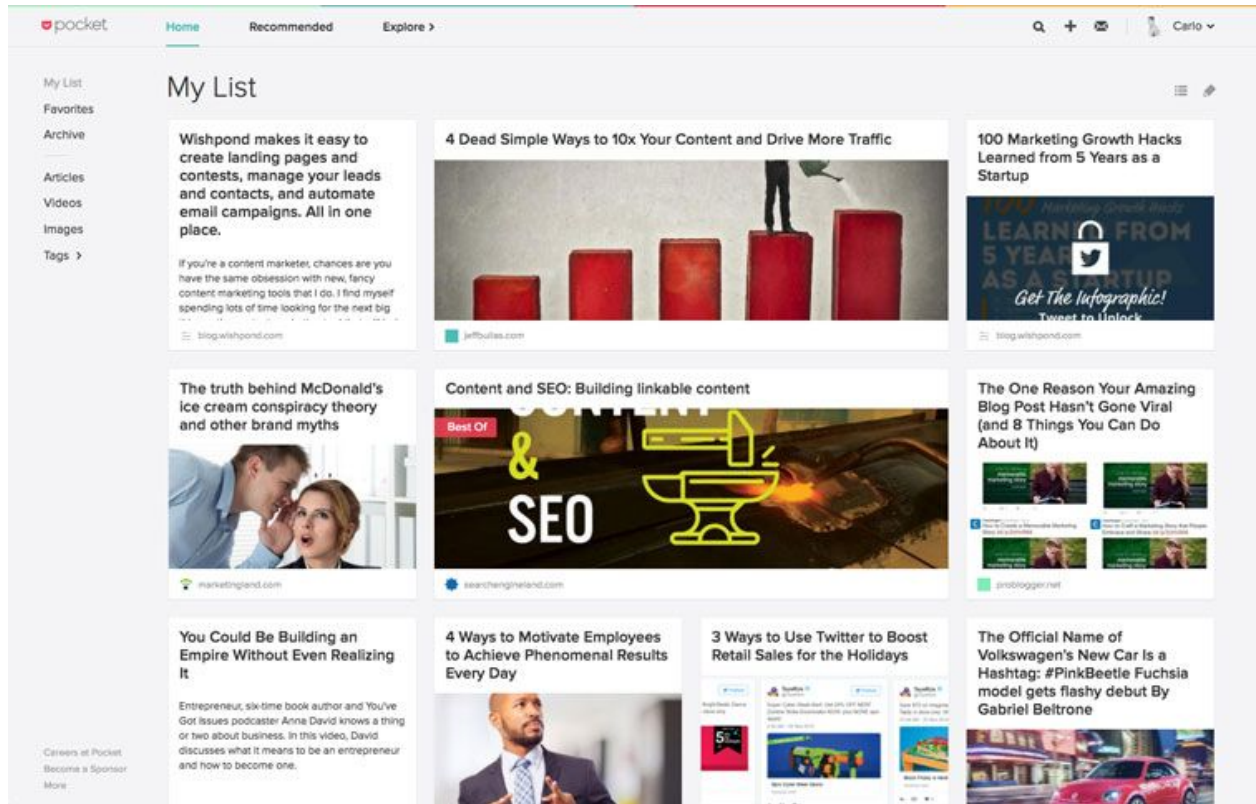 pocket
Home
Recommended
Explore >
Carlo
My List
Favorites
Archive
Articles
Videos
Images
Tags >
Careers at Pocket
Become a Sponsor
More
My List
Wishpond makes it easy to
create landing pages and
contests, manage your leads
and contacts, and automate
email campaigns. All in one
place.
If you're a content marketer, chances are you
have the same obsession with new, fancy
content marketing tools that I do. I find myself
spending lots of time looking for the next big
blog.wishpond.com
4 Dead Simple Ways to 10x Your Content and Drive More Traffic
jeffbullas.com
100 Marketing Growth Hacks
Learned from 5 Years as a
Startup
100 Marketing Growth Hacks
LEARNED FROM
5 YEARS
AS A STARTUP
Get The Infographic!
Tweet to Unlock
blog.wishpond.com
The truth behind McDonald's
ice cream conspiracy theory
and other brand myths
marketingland.com
Content and SEO: Building linkable content
Best Of
CONTENT
&
SEO
searchengineland.com
The One Reason Your Amazing
Blog Post Hasn't Gone Viral
(and 8 Things You Can Do
About It)
problogger.net
You Could Be Building an
Empire Without Even Realizing
It
Entrepreneur, six-time book author and You've
Got Issues podcaster Anna David knows a thing
or two about business. In this video, David
discusses what it means to be an entrepreneur
and how to become one.
4 Ways to Motivate Employees
to Achieve Phenomenal Results
Every Day
3 Ways to Use Twitter to Boost
Retail Sales for the Holidays
The Official Name of
Volkswagen's New Car Is a
Hashtag: #PinkBeetle Fuchsia
model gets flashy debut By
Gabriel Beltrone